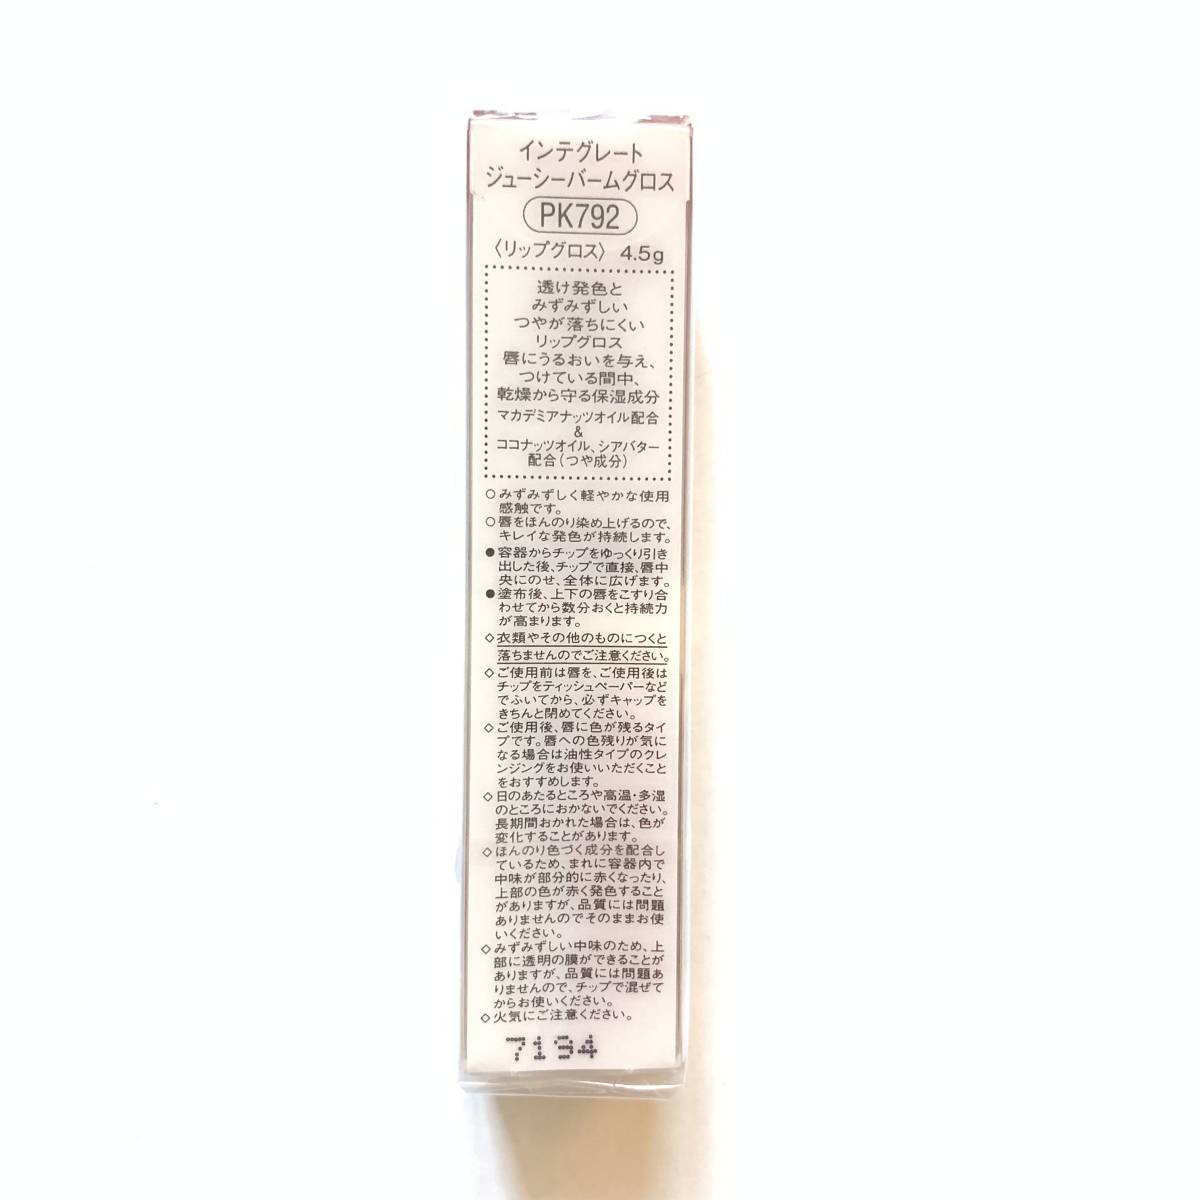 インテグレート
ジューシーバームグロス
PK792
〈リップグロス〉 4.5g
透け発色と
みずみずしい
つやが落ちにくい
リップグロス
唇にうるおいを与え、
つけている間中、
乾燥から守る保湿成分
マカデミアナッツオイル配合
&
ココナッツオイル、シアバター
配合(つや成分)
○みずみずしく軽やかな使用
感触です。
○唇をほんのり染め上げるので、
キレイな発色が持続します。
●容器からチップをゆっくり引き
出した後、チップで直接、唇中
央にのせ、全体に広げます。
●塗布後、上下の唇をこすり合
わせてから数分おくと持続力
が高まります。
◇衣類やその他のものにつくと
落ちませんのでご注意ください。
◇ご使用前は唇を、ご使用後は
チップをティッシュペーパーなど
でふいてから、必ずキャップを
きちんと閉めてください。
◇ご使用後、唇に色が残るタイ
プです。唇への色残りが気に
なる場合は油性タイプのクレ
ンジングをお使いいただくこと
をおすすめします。
◇日のあたるところや高温・多湿
のところにおかないでください。
長期間おかれた場合は、色が
変化することがあります。
◇ほんのり色づく成分を配合し
ているため、まれに容器内で
中味が部分的に赤くなったり、
上部の色が赤く発色すること
がありますが、品質には問題
ありませんのでそのままお使
いください。
◇みずみずしい中味のため、上
部に透明の膜ができることが
ありますが、品質には問題あ
りませんので、チップで混ぜて
からお使いください。
◇火気にご注意ください。
7194